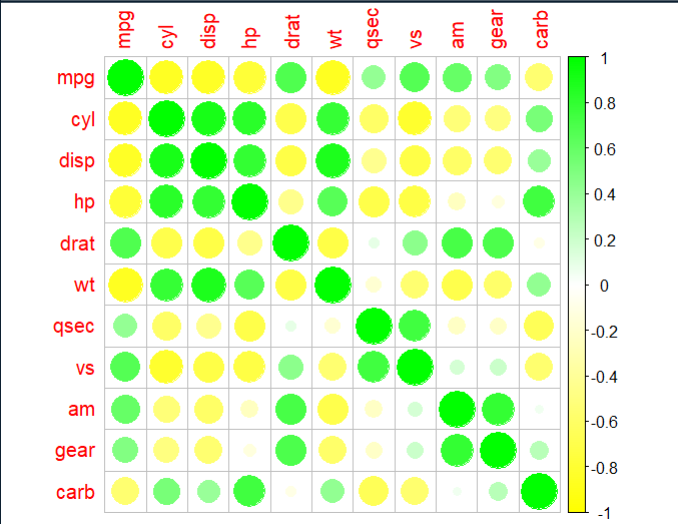 mpg cyl disp hp drat wt qsec vs am gear carb
mpg
cyl
disp
hp
drat
wt
qsec
vs
am
gear
carb
1
0.8
0.6
0.4
0.2
0
-0.2
-0.4
-0.6
-0.8
-1